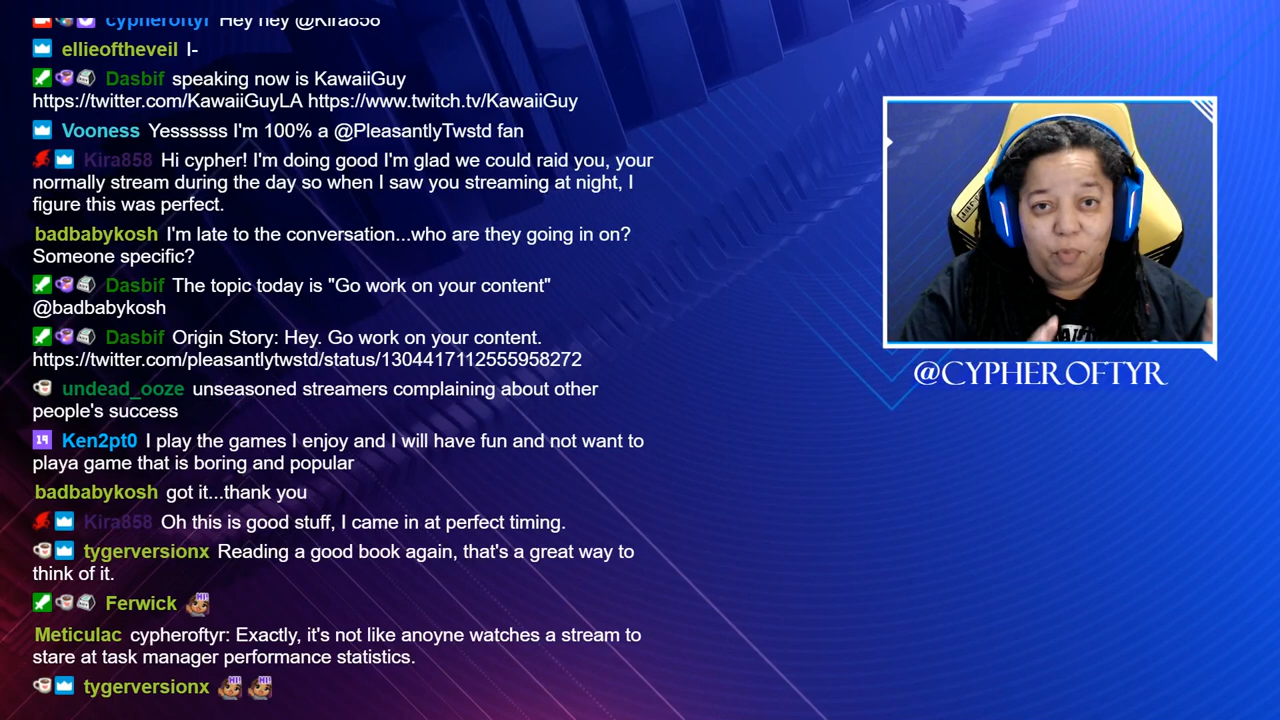 cypheroftyr Hey hey @Kira858
ellieoftheveil I-
Dasbif speaking now is KawaiiGuy
https://twitter.com/KawaiiGuyLA https://www.twitch.tv/KawaiiGuy
Vooness Yessssss I'm 100% a @PleasantlyTwstd fan
Kira858 Hi cypher! I'm doing good I'm glad we could raid you, your
normally stream during the day so when I saw you streaming at night, I
figure this was perfect.
badbabykosh I'm late to the conversation...who are they going in on?
Someone specific?
Dasbif The topic today is "Go work on your content"
@badbabykosh
Dasbif Origin Story: Hey. Go work on your content.
https://twitter.com/pleasantlytwstd/status/1304417112555958272
undead_ooze unseasoned streamers complaining about other
people's success
19 Ken2pt0 I play the games I enjoy and I will have fun and not want to
playa game that is boring and popular
badbabykosh got it...thank you
Kira858 Oh this is good stuff, I came in at perfect timing.
tygerversionx Reading a good book again, that's a great way to
think of it.
Ferwick HI!
Meticulac cypheroftyr: Exactly, it's not like anoyne watches a stream to
stare at task manager performance statistics.
tygerversionx HI! HI!
@CYPHEROFTYR